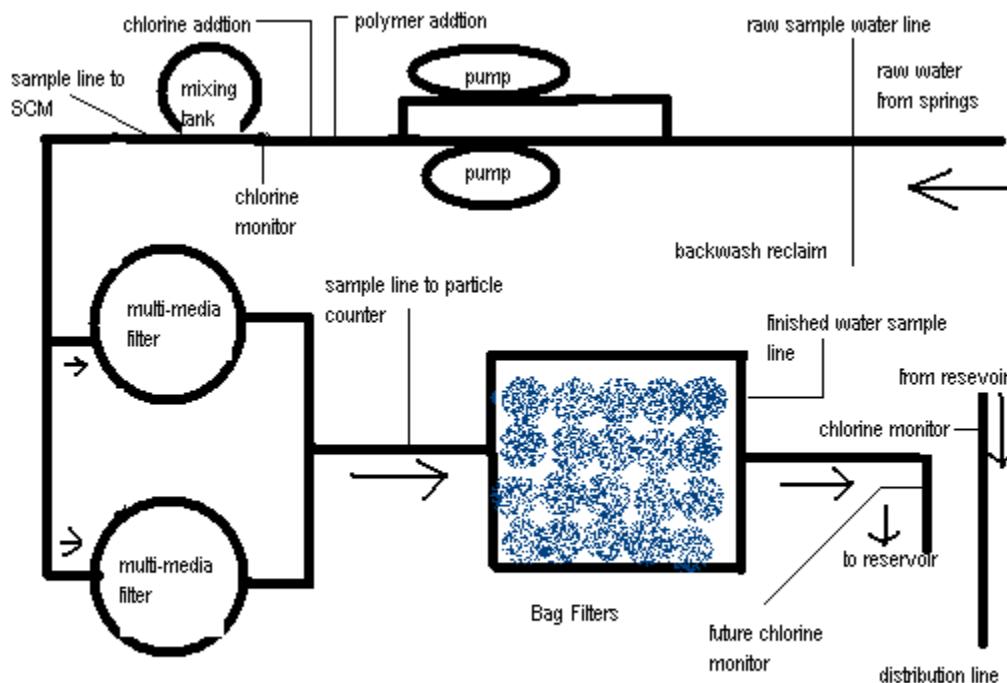 chlorine addtion
polymer addtion
raw sample water line
sample line to
SCM
mixing
tank
pump
raw water
from springs
pump
chlorine
monitor
backwash reclaim
multi-media
filter
sample line to particle
counter
finished water sample
line
from resevoir
chlorine monitor
multi-media
filter
to reservoir
Bag Filters
future chlorine
monitor
distribution line